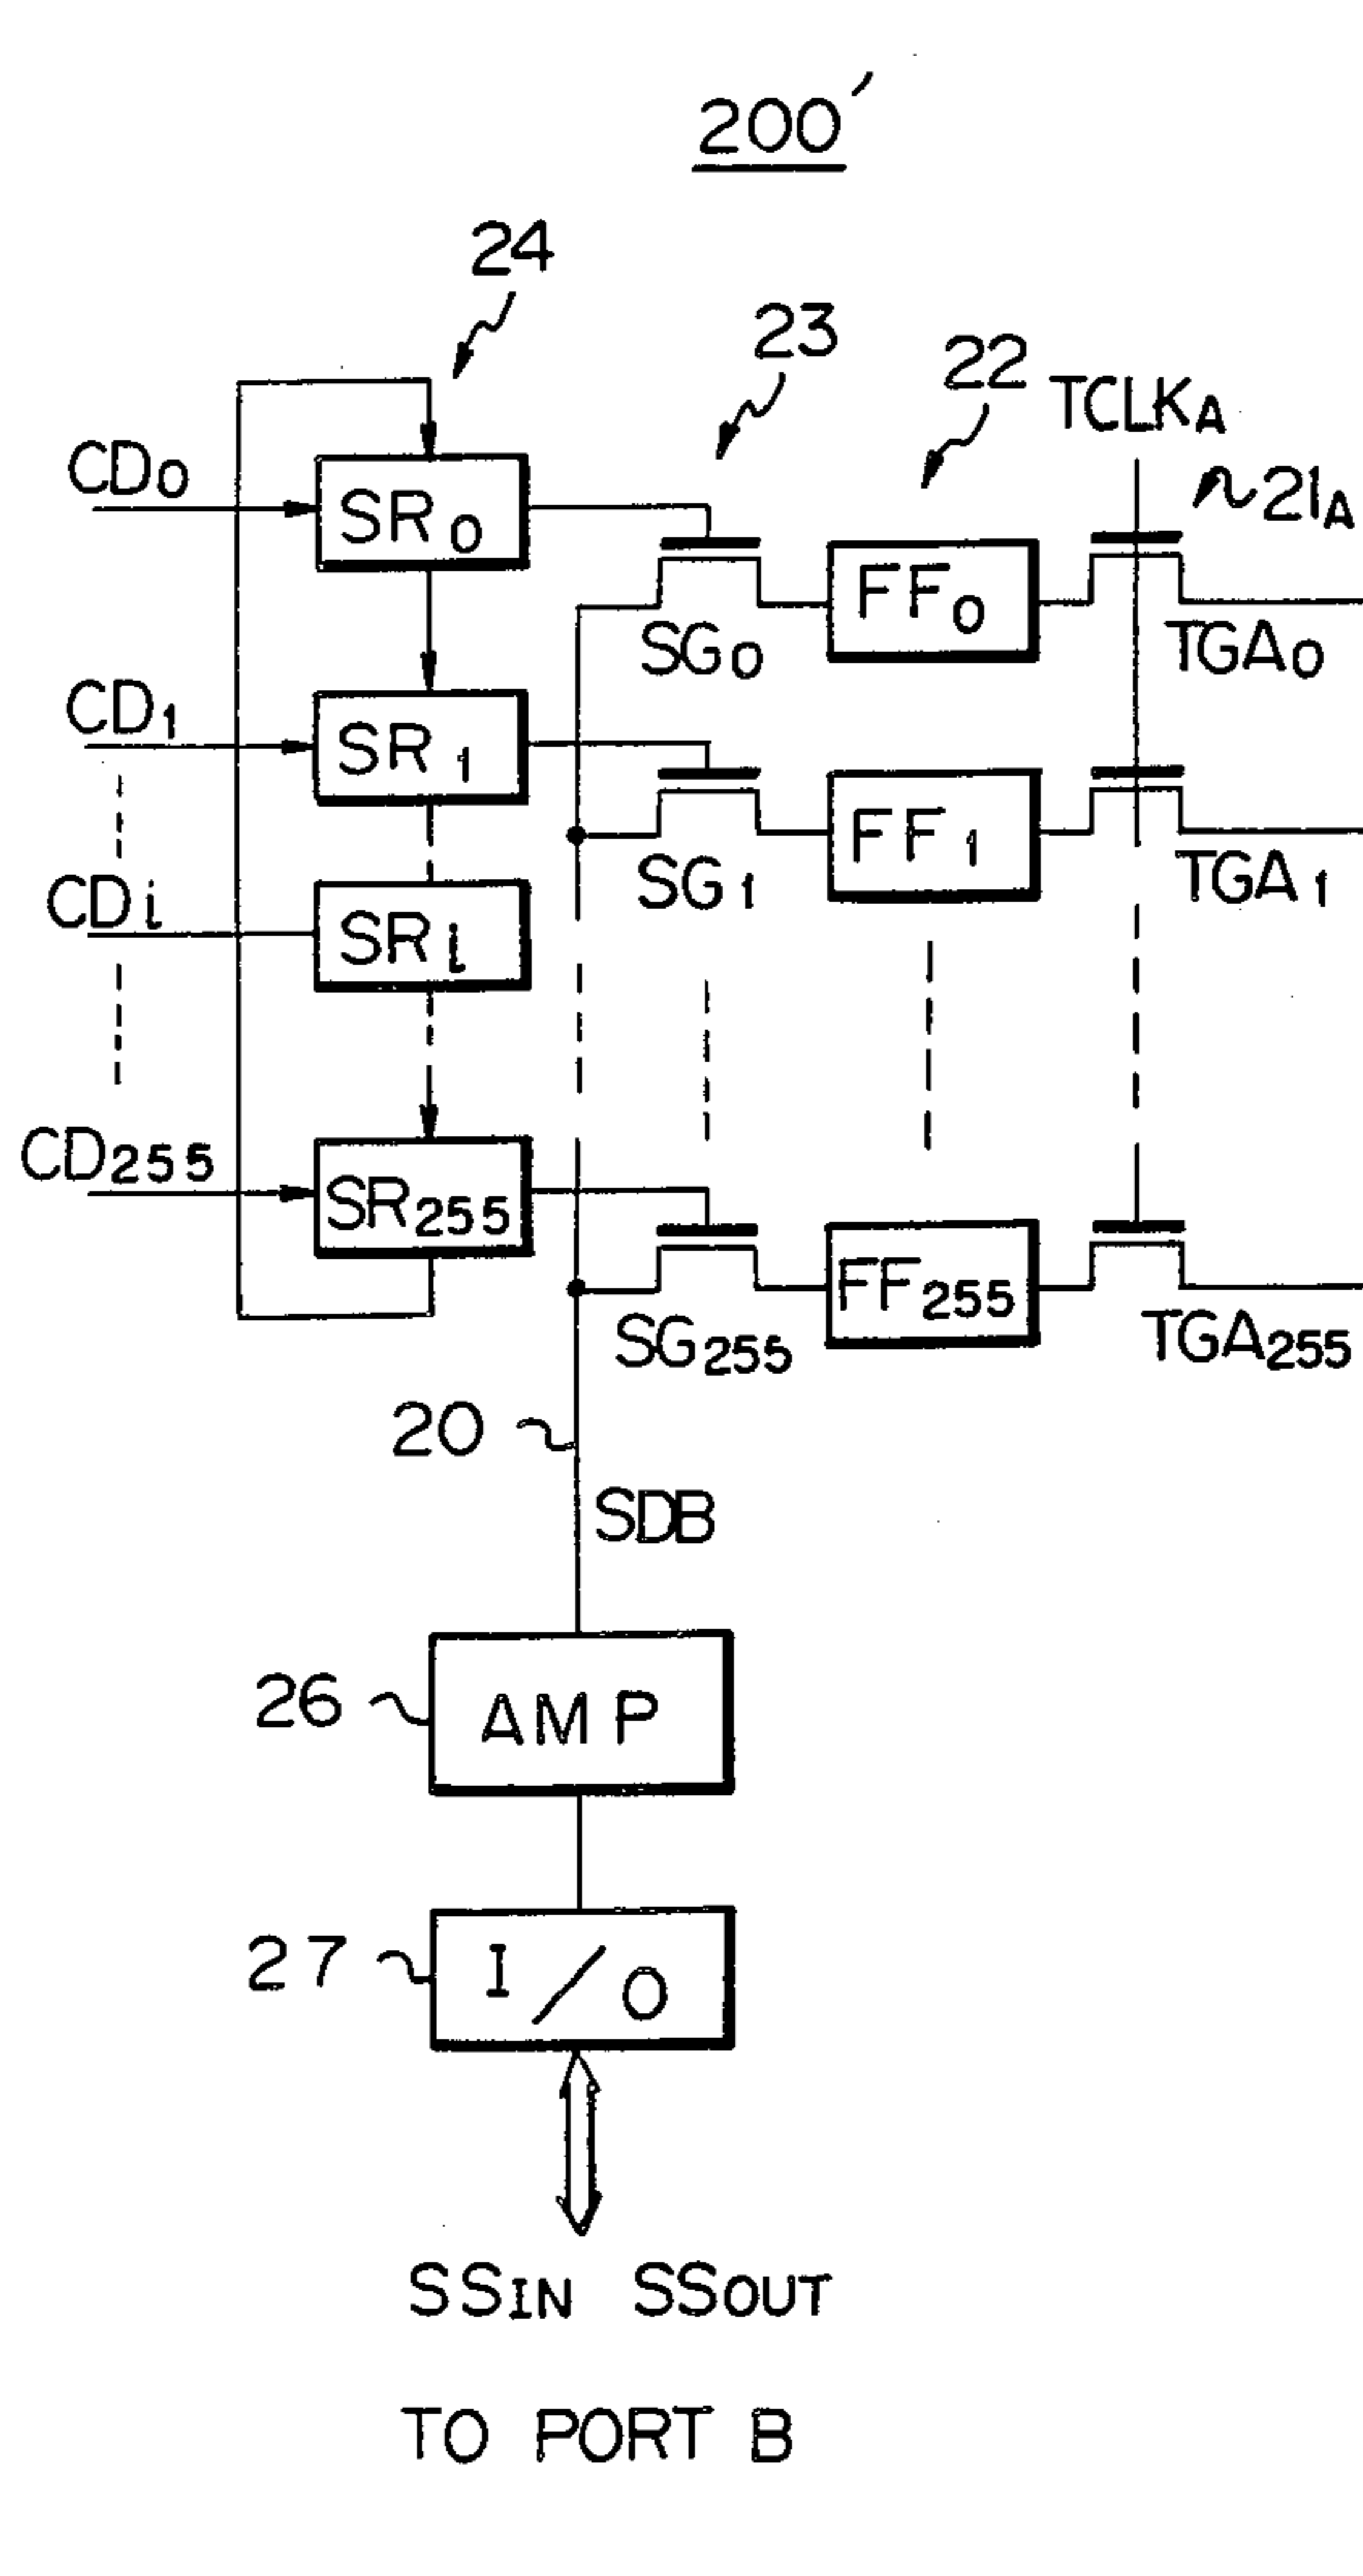 200'
24
23
22
TCLKA
21A
CD0
SR0
FF0
SG0
TGA0
CD1
SR1
FF1
SG1
TGA1
CDi
SRi
CD255
SR255
FF255
SG255
TGA255
20
SDB
26
AMP
27
I/O
SSIN SSOUT
TO PORT B